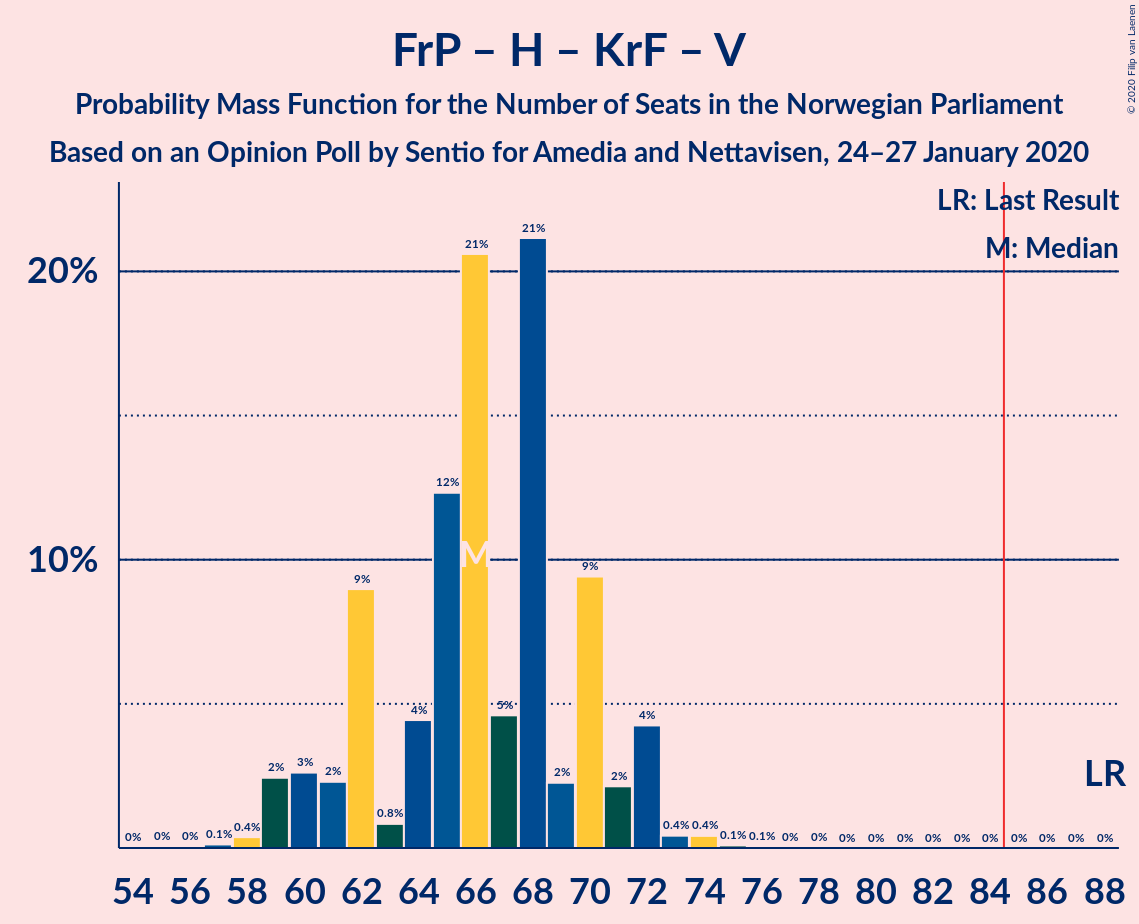 FrP – H – KrF – V
Probability Mass Function for the Number of Seats in the Norwegian Parliament
Based on an Opinion Poll by Sentio for Amedia and Nettavisen, 24–27 January 2020
© 2020 Filip van Laenen
LR: Last Result
M: Median
20%
10%
0% 0% 0% 0.1% 0.4% 2% 3% 2% 9% 0.8% 4% 12% 21% 5% 21% 2% 9% 2% 4% 0.4% 0.4% 0.1% 0.1% 0% 0% 0% 0% 0% 0% 0% 0% 0% 0% 0% 0%
M
LR
54 56 58 60 62 64 66 68 70 72 74 76 78 80 82 84 86 88